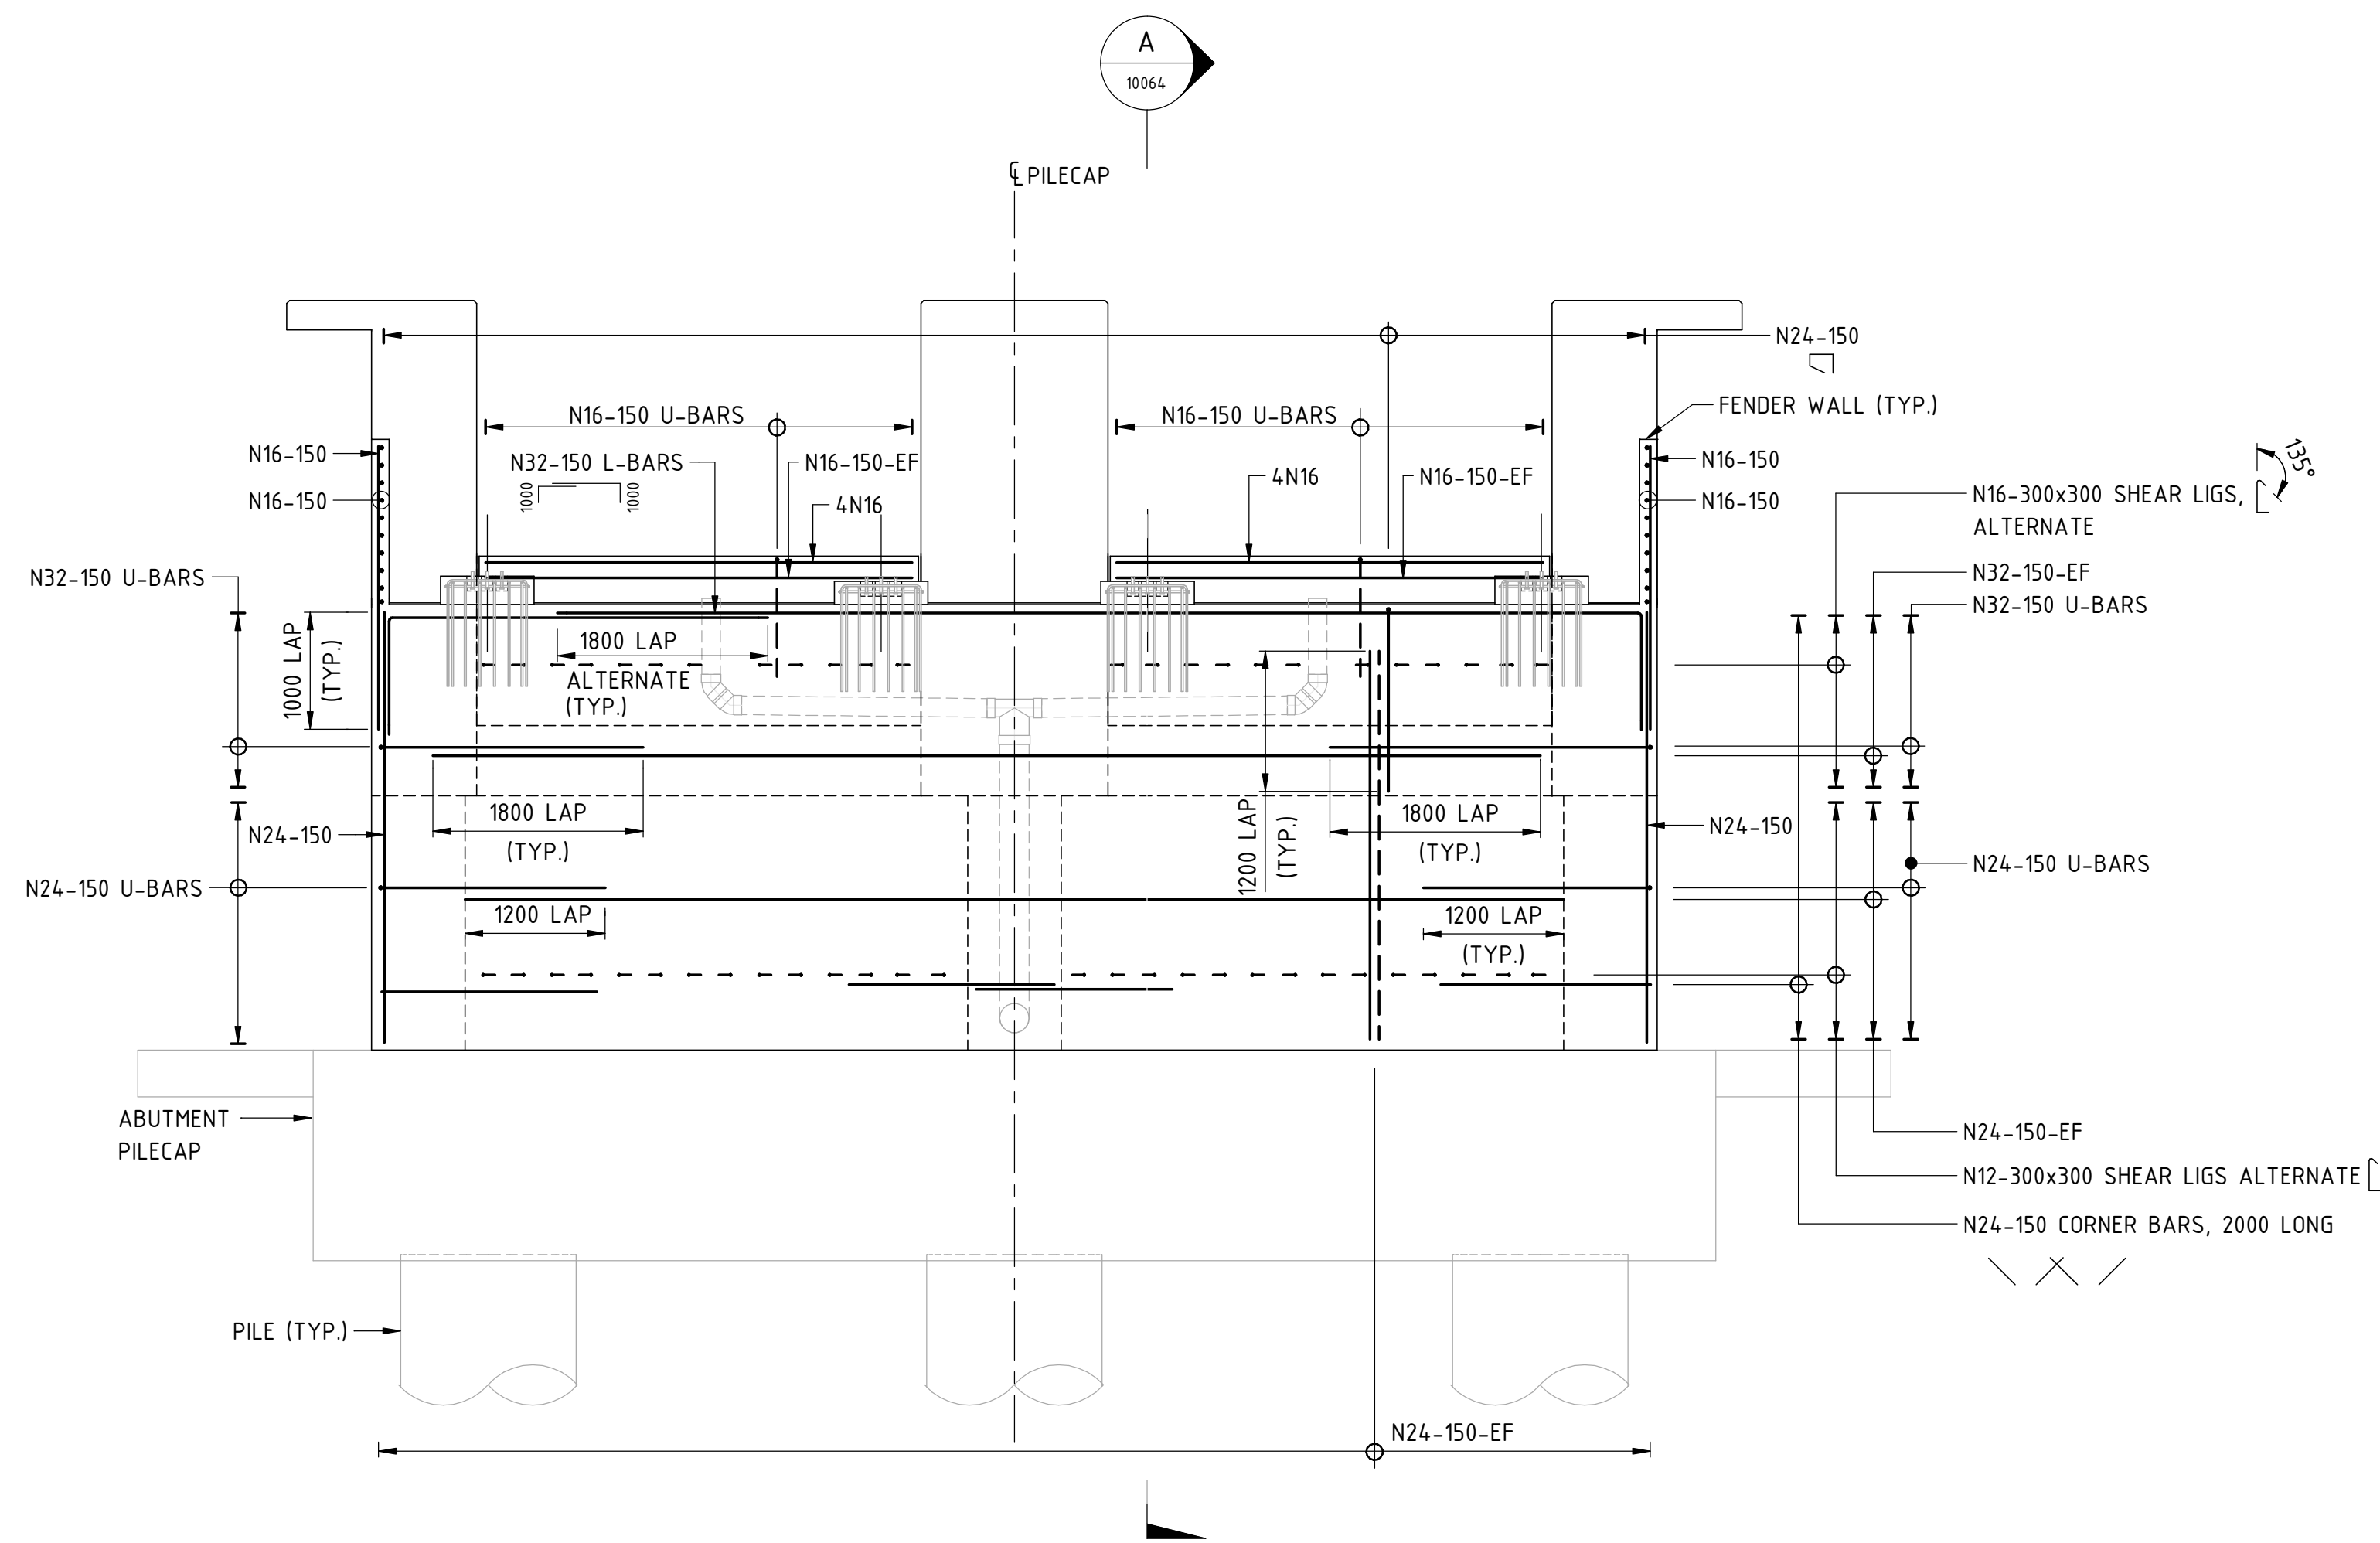 A
10064
℄ PILECAP
N24-150
N16-150 U-BARS
N16-150 U-BARS
FENDER WALL (TYP.)
N16-150
N32-150 L-BARS
N16-150-EF
4N16
N16-150-EF
N16-150
135°
1000
1000
N16-150
4N16
N16-150
N16-300x300 SHEAR LIGS,
ALTERNATE
N32-150 U-BARS
N32-150-EF
N32-150 U-BARS
1000 LAP
(TYP.)
1800 LAP
ALTERNATE
(TYP.)
1800 LAP
(TYP.)
1200 LAP
(TYP.)
1800 LAP
(TYP.)
N24-150
N24-150
N24-150 U-BARS
N24-150 U-BARS
1200 LAP
1200 LAP
(TYP.)
ABUTMENT
PILECAP
N24-150-EF
N12-300x300 SHEAR LIGS ALTERNATE
N24-150 CORNER BARS, 2000 LONG
PILE (TYP.)
N24-150-EF